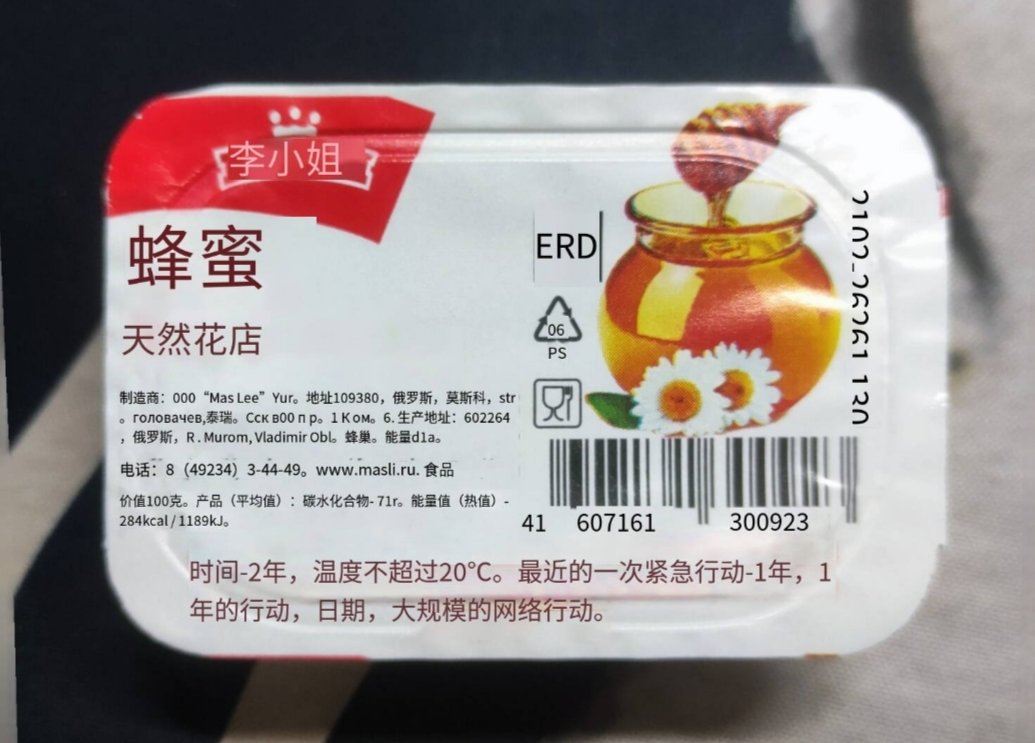 李小姐
蜂蜜
天然花店
ERD
06
PS
制造商：000“Mas Lee”Yur。地址109380，俄罗斯，莫斯科，str
。головачев,泰瑞。Сск в00 п р。1 К ом。6. 生产地址：602264
，俄罗斯，R . Murom, Vladimir Obl。蜂巢。能量d1a。
电话：8（49234）3-44-49。www.masli.ru. 食品
价值100克。产品（平均值）：碳水化合物- 71r。能量值（热值）-
284kcal / 1189kJ。
41 607161 300923
时间-2年，温度不超过20℃。最近的一次紧急行动-1年，1
年的行动，日期，大规模的网络行动。